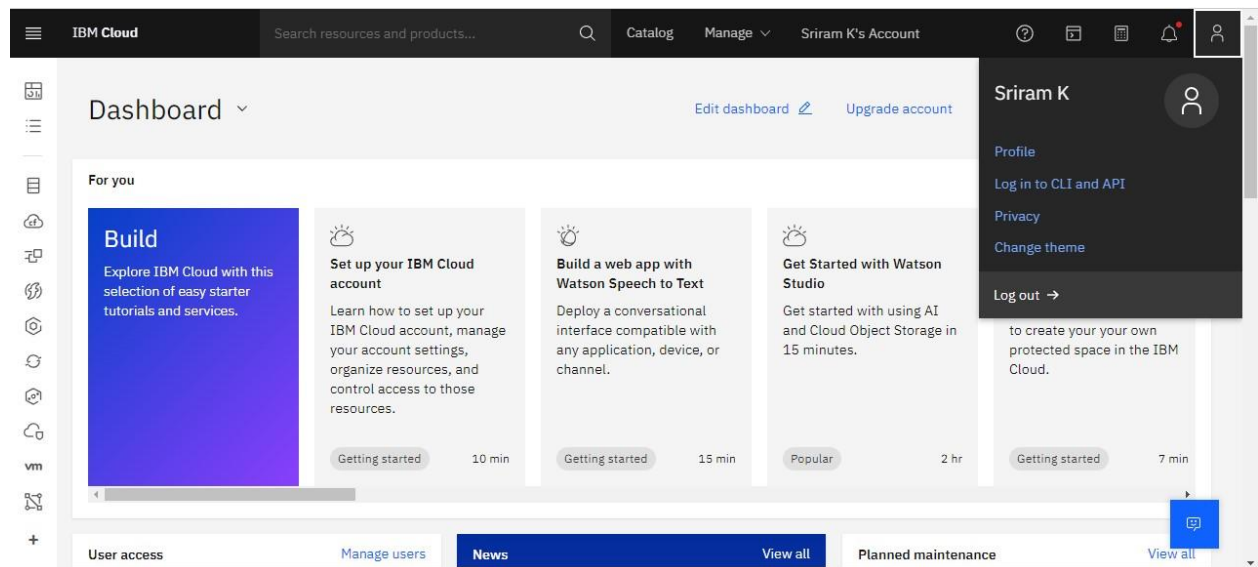 IBM Cloud
Search resources and products...
Catalog
Manage
Sriram K's Account
Sriram K
Profile
Log in to CLI and API
Privacy
Change theme
Log out →
Dashboard
Edit dashboard
Upgrade account
For you
Build
Explore IBM Cloud with this
selection of easy starter
tutorials and services.
Set up your IBM Cloud
account
Learn how to set up your
IBM Cloud account, manage
your account settings,
organize resources, and
control access to those
resources.
Getting started
10 min
Build a web app with
Watson Speech to Text
Deploy a conversational
interface compatible with
any application, device, or
channel.
Getting started
15 min
Get Started with Watson
Studio
Get started with using AI
and Cloud Object Storage in
15 minutes.
Popular
2 hr
to create your your own
protected space in the IBM
Cloud.
Getting started
7 min
vm
User access
Manage users
News
View all
Planned maintenance
View all